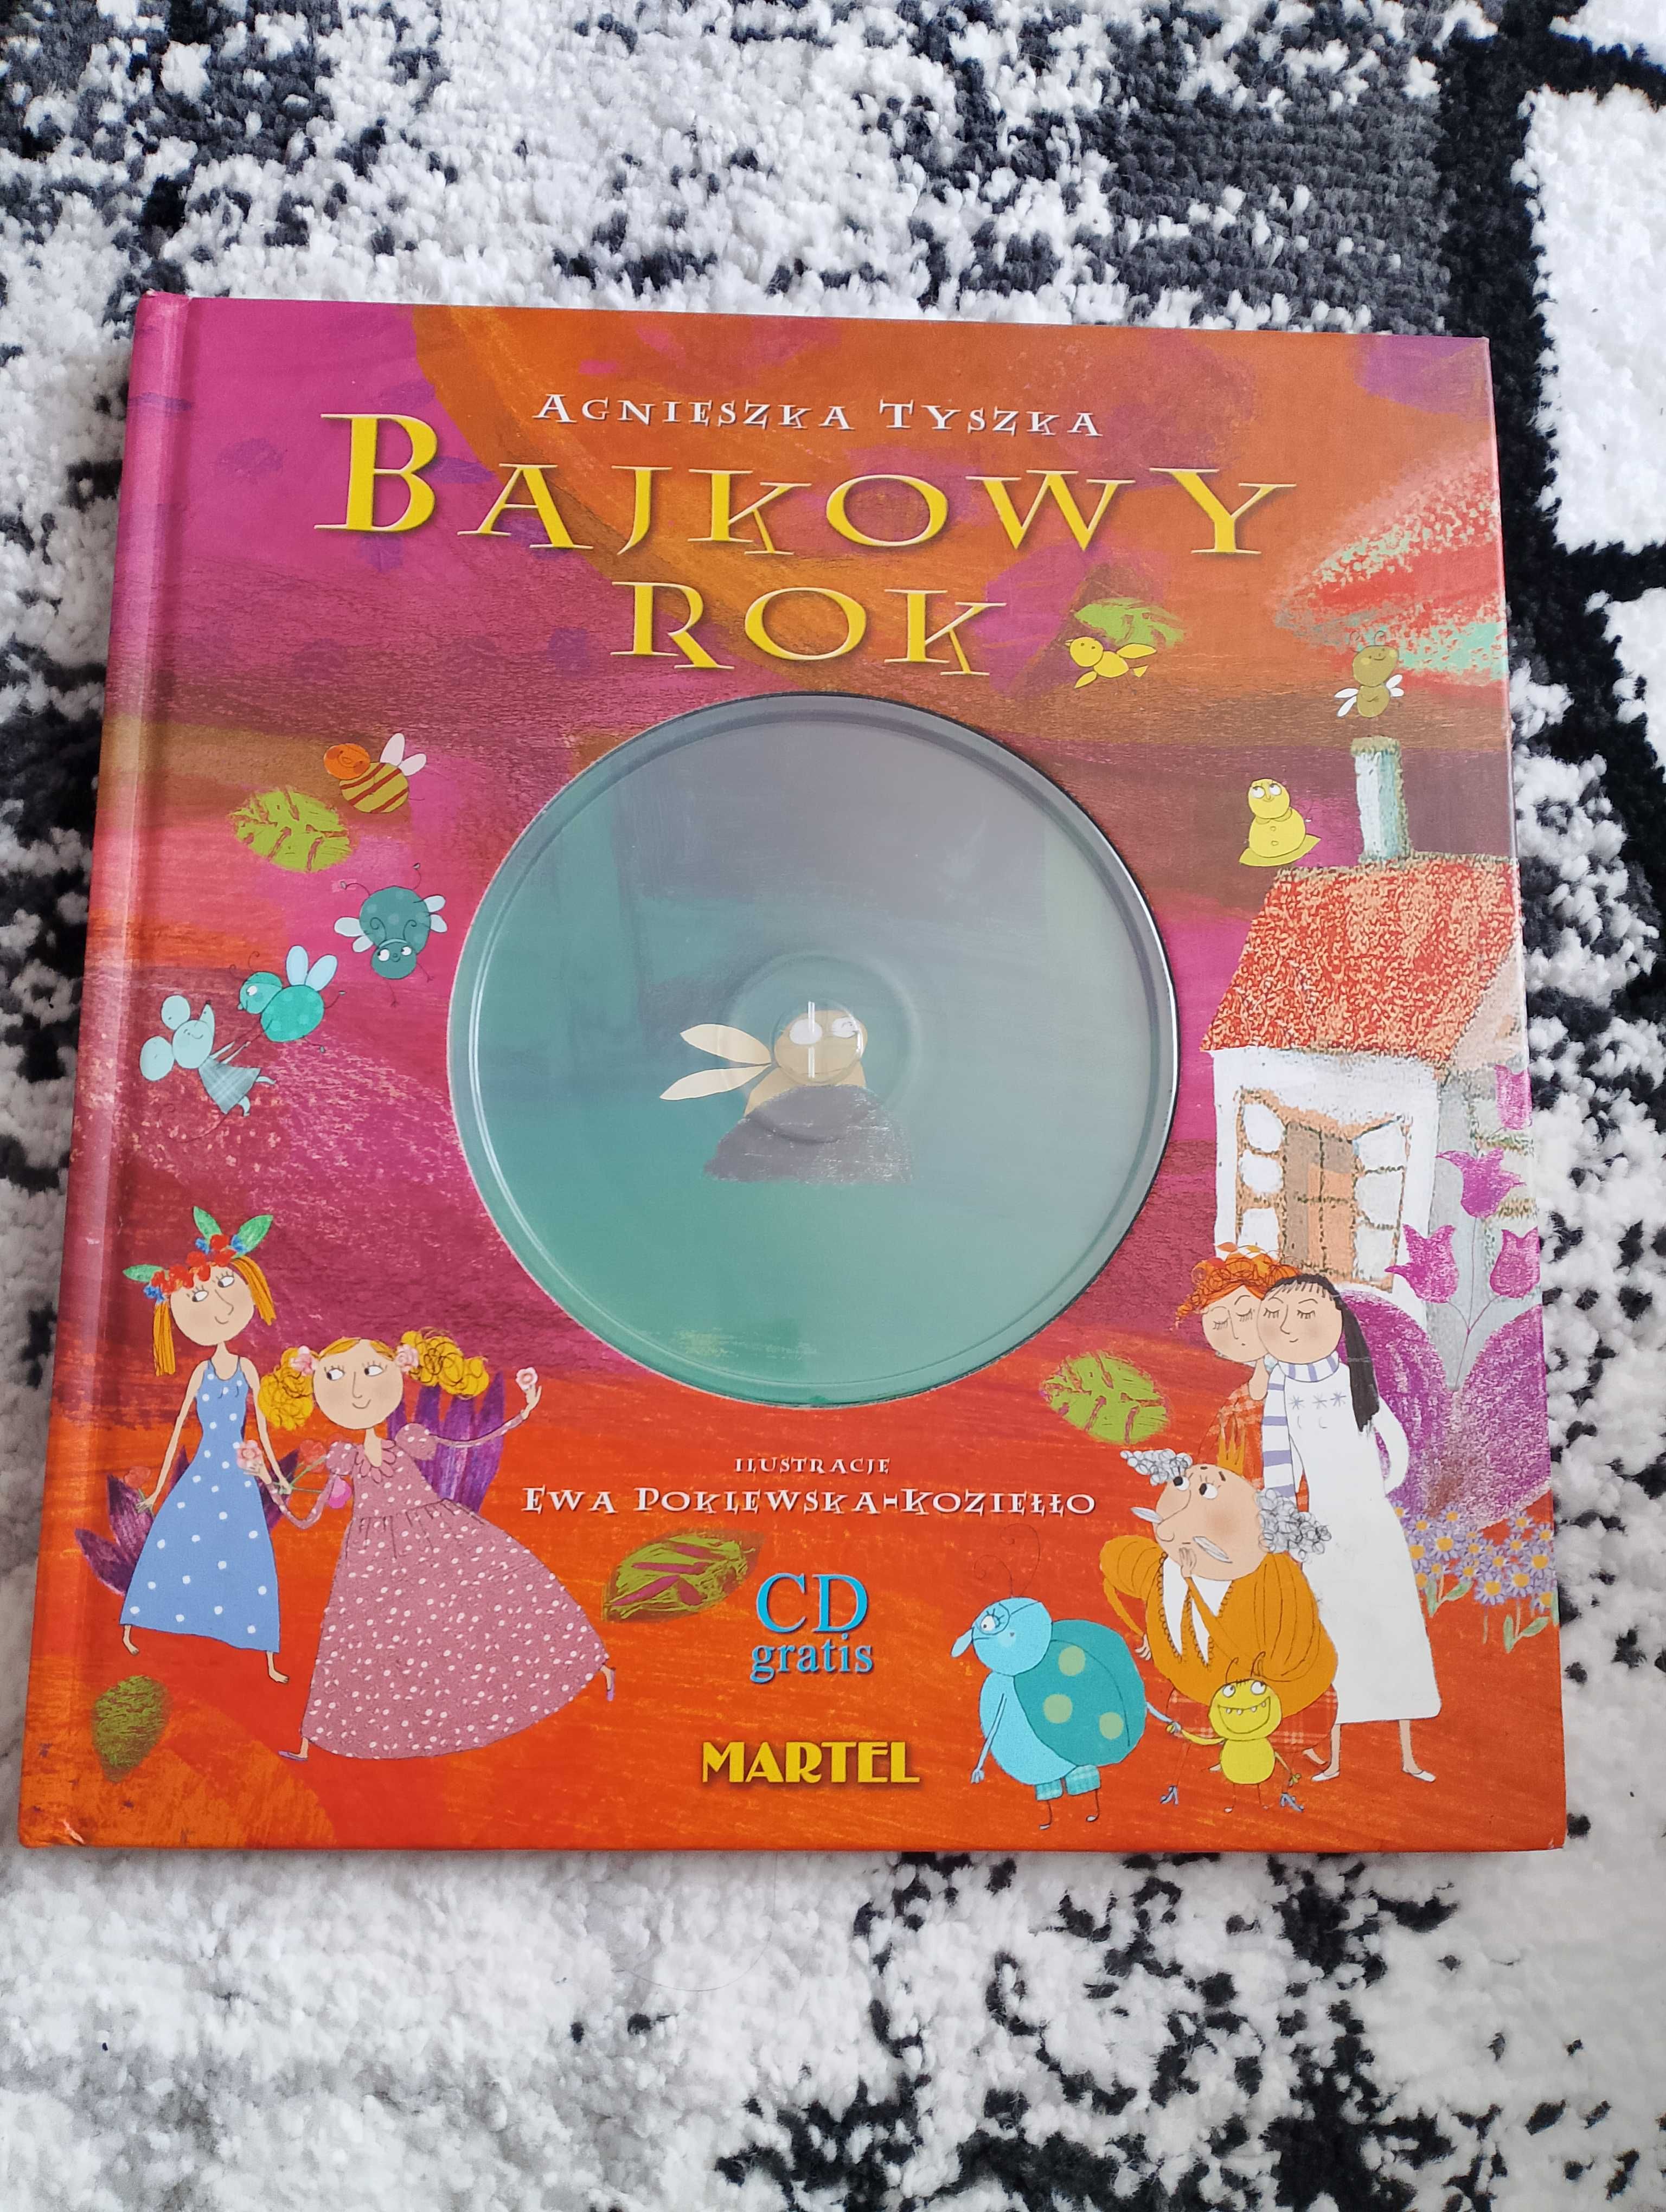 AGNIESZKA TYSZKA
BAJKOWY
ROK
ILUSTRACJE
EWA POKLEWSKA-KOZIEŁŁO
CD
gratis
MARTEL